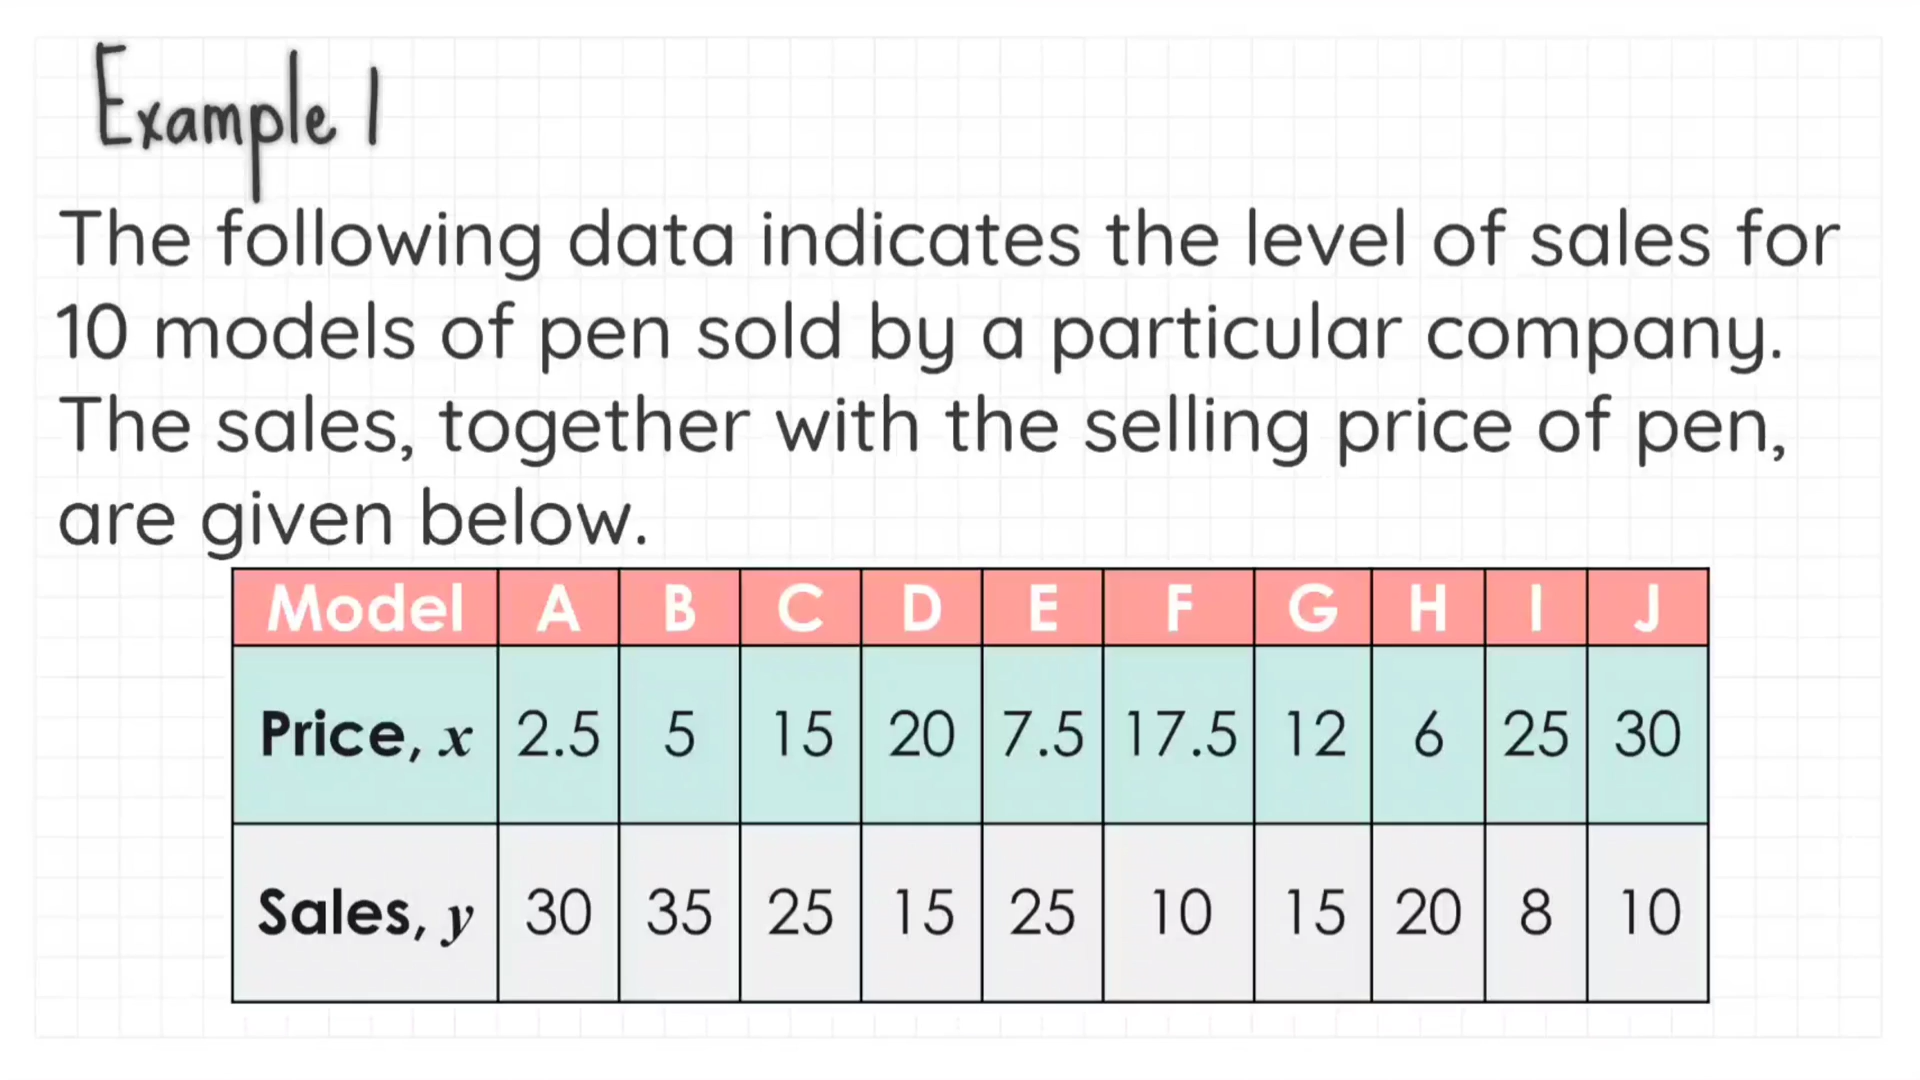 Example 1
The following data indicates the level of sales for
10 models of pen sold by a particular company.
The sales, together with the selling price of pen,
are given below.
Model A B C D E F G H I J
Price, x 2.5 5 15 20 7.5 17.5 12 6 25 30
Sales, y 30 35 25 15 25 10 15 20 8 10